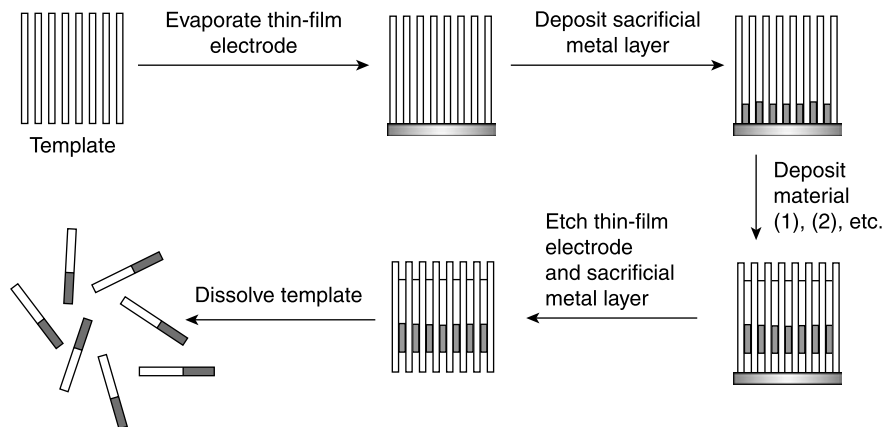 Evaporate thin-film
electrode
Deposit sacrificial
metal layer
Template
Deposit
material
(1), (2), etc.
Etch thin-film
electrode
and sacrificial
metal layer
Dissolve template